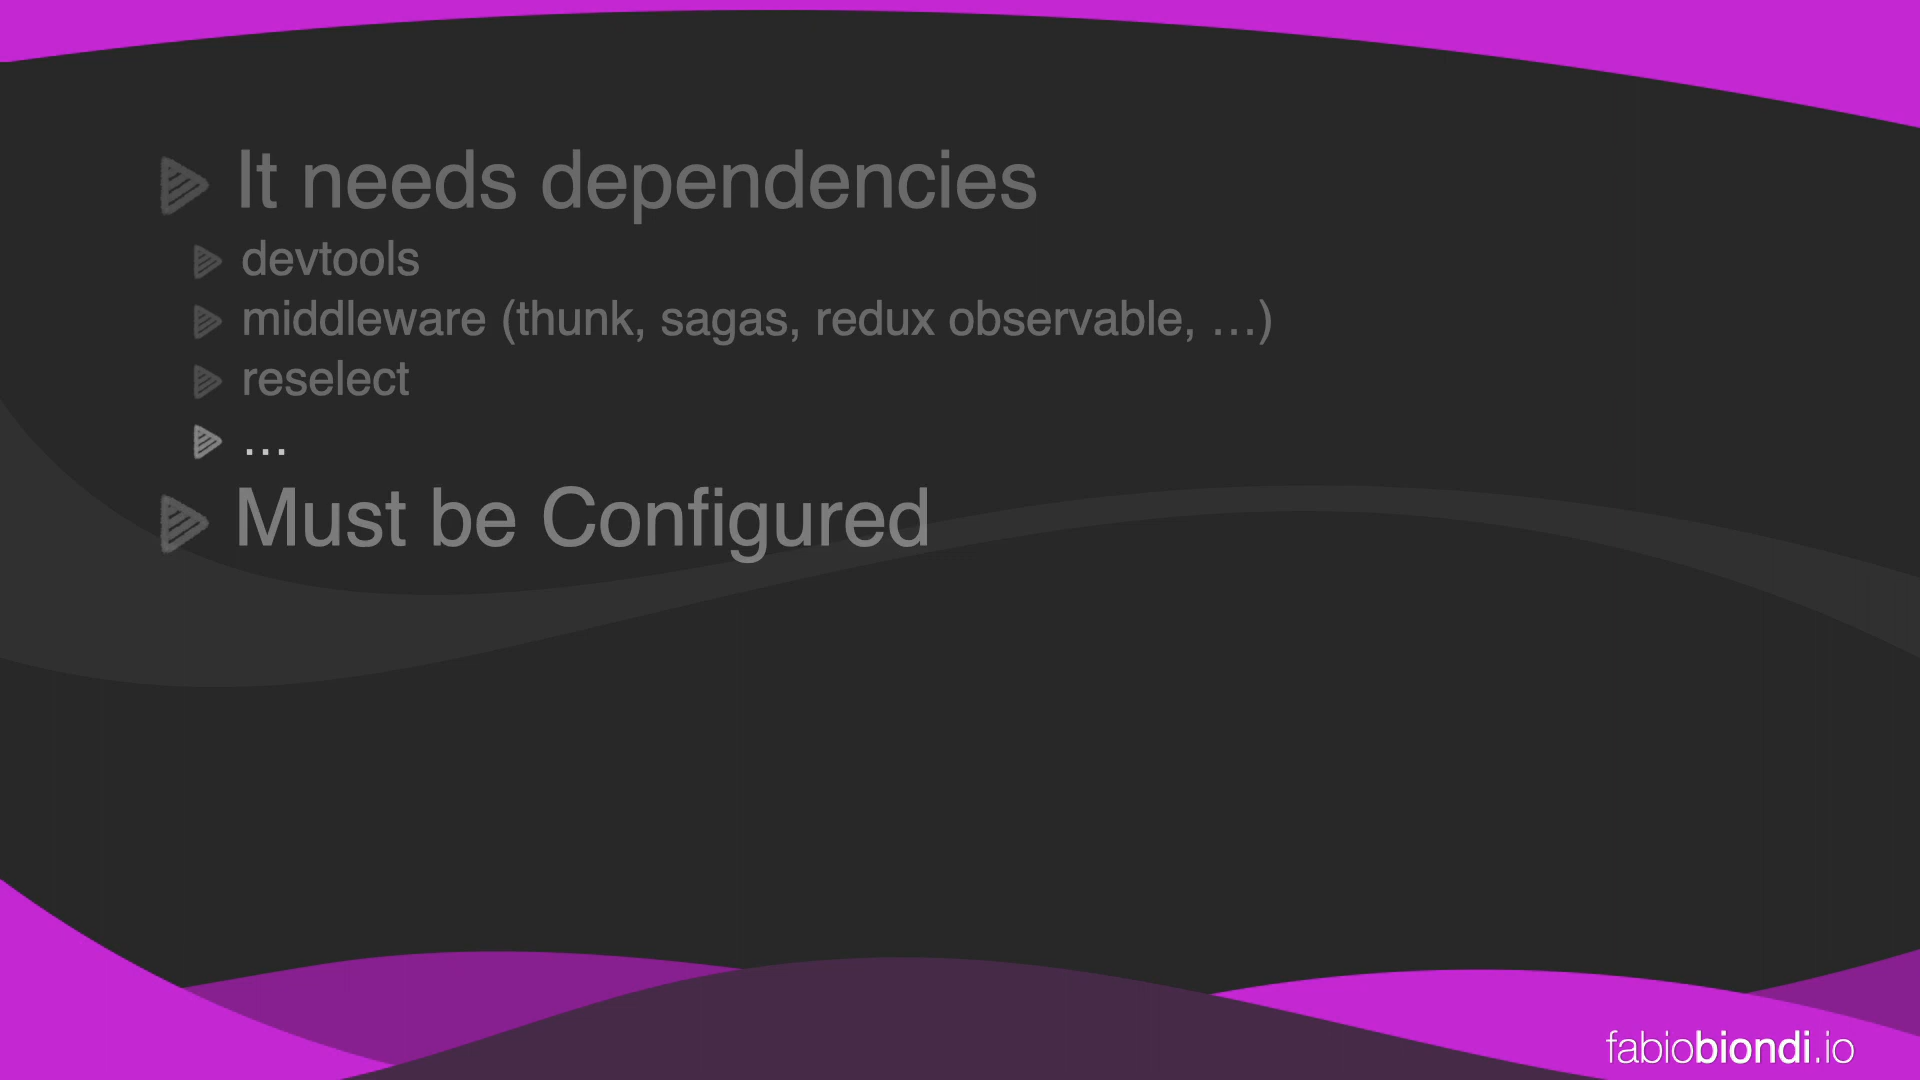 It needs dependencies
devtools
middleware (thunk, sagas, redux observable, …)
reselect
…
Must be Configured
fabiobiondi.io